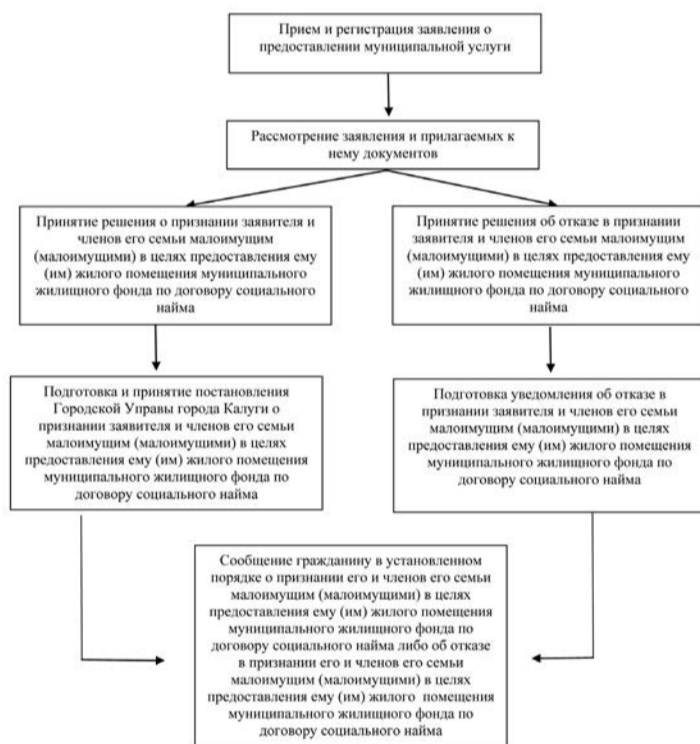 Прием и регистрация заявления о
предоставлении муниципальной услуги
Рассмотрение заявления и прилагаемых к
нему документов
Принятие решения о признании заявителя и
членов его семьи малоимущим
(малоимущими) в целях предоставления ему
(им) жилого помещения муниципального
жилищного фонда по договору социального
найма
Принятие решения об отказе в признании
заявителя и членов его семьи малоимущим
(малоимущими) в целях предоставления ему
(им) жилого помещения муниципального
жилищного фонда по договору социального
найма
Подготовка и принятие постановления
Городской Управы города Калуги о
признании заявителя и членов его семьи
малоимущим (малоимущими) в целях
предоставления ему (им) жилого помещения
муниципального жилищного фонда по
договору социального найма
Подготовка уведомления об отказе в
признании заявителя и членов его семьи
малоимущим (малоимущими) в целях
предоставления ему (им) жилого помещения
муниципального жилищного фонда по
договору социального найма
Сообщение гражданину в установленном
порядке о признании его и членов его семьи
малоимущим (малоимущими) в целях
предоставления ему (им) жилого помещения
муниципального жилищного фонда по
договору социального найма либо об отказе
в признании его и членов его семьи
малоимущим (малоимущими) в целях
предоставления ему (им) жилого помещения
муниципального жилищного фонда по
договору социального найма